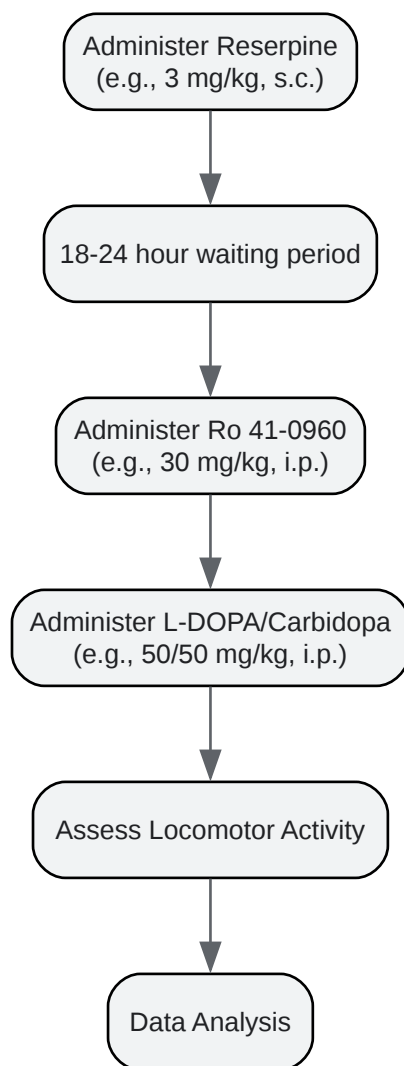 Administer Reserpine
(e.g., 3 mg/kg, s.c.)
18-24 hour waiting period
Administer Ro 41-0960
(e.g., 30 mg/kg, i.p.)
Administer L-DOPA/Carbidopa
(e.g., 50/50 mg/kg, i.p.)
Assess Locomotor Activity
Data Analysis